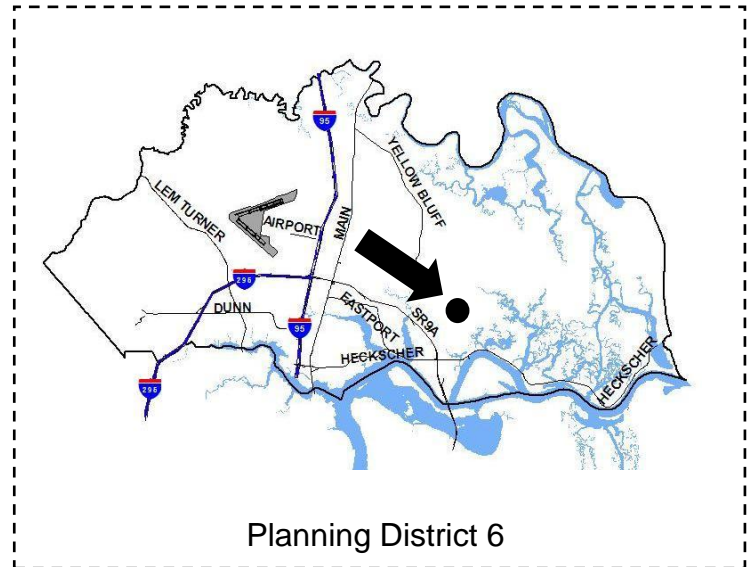 95
YELLOW BLUFF
LEM TURNER
AIRPORT
MAIN
296
DUNN
EASTPORT
SR9A
95
HECKSCHER
HECKSCHER
296
Planning District 6